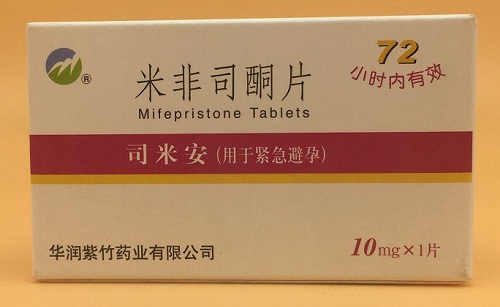 72
小时内有效
®
米非司酮片
Mifepristone Tablets
司米安(用于紧急避孕)
华润紫竹药业有限公司
10mg×1片